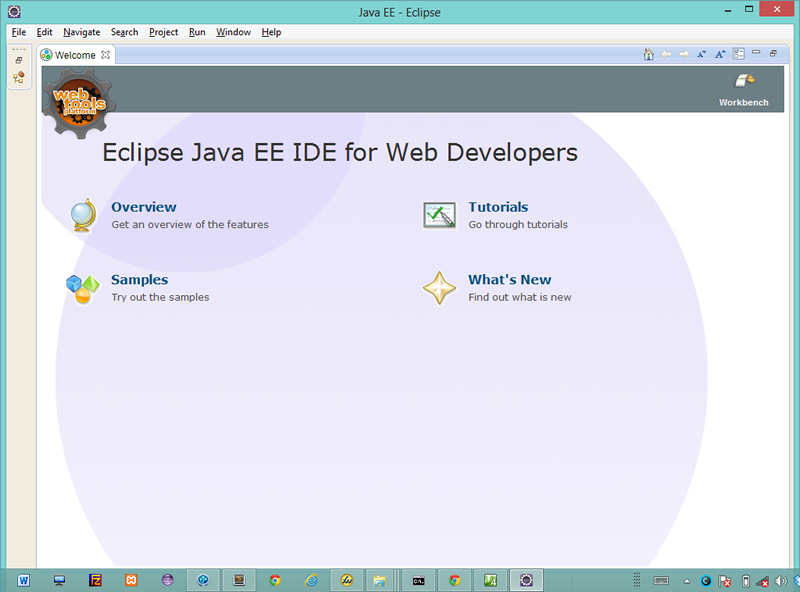 Java EE - Eclipse
File Edit Navigate Search Project Run Window Help
Welcome
web
tools
platform
Workbench
Eclipse Java EE IDE for Web Developers
Overview
Get an overview of the features
Tutorials
Go through tutorials
Samples
Try out the samples
What's New
Find out what is new